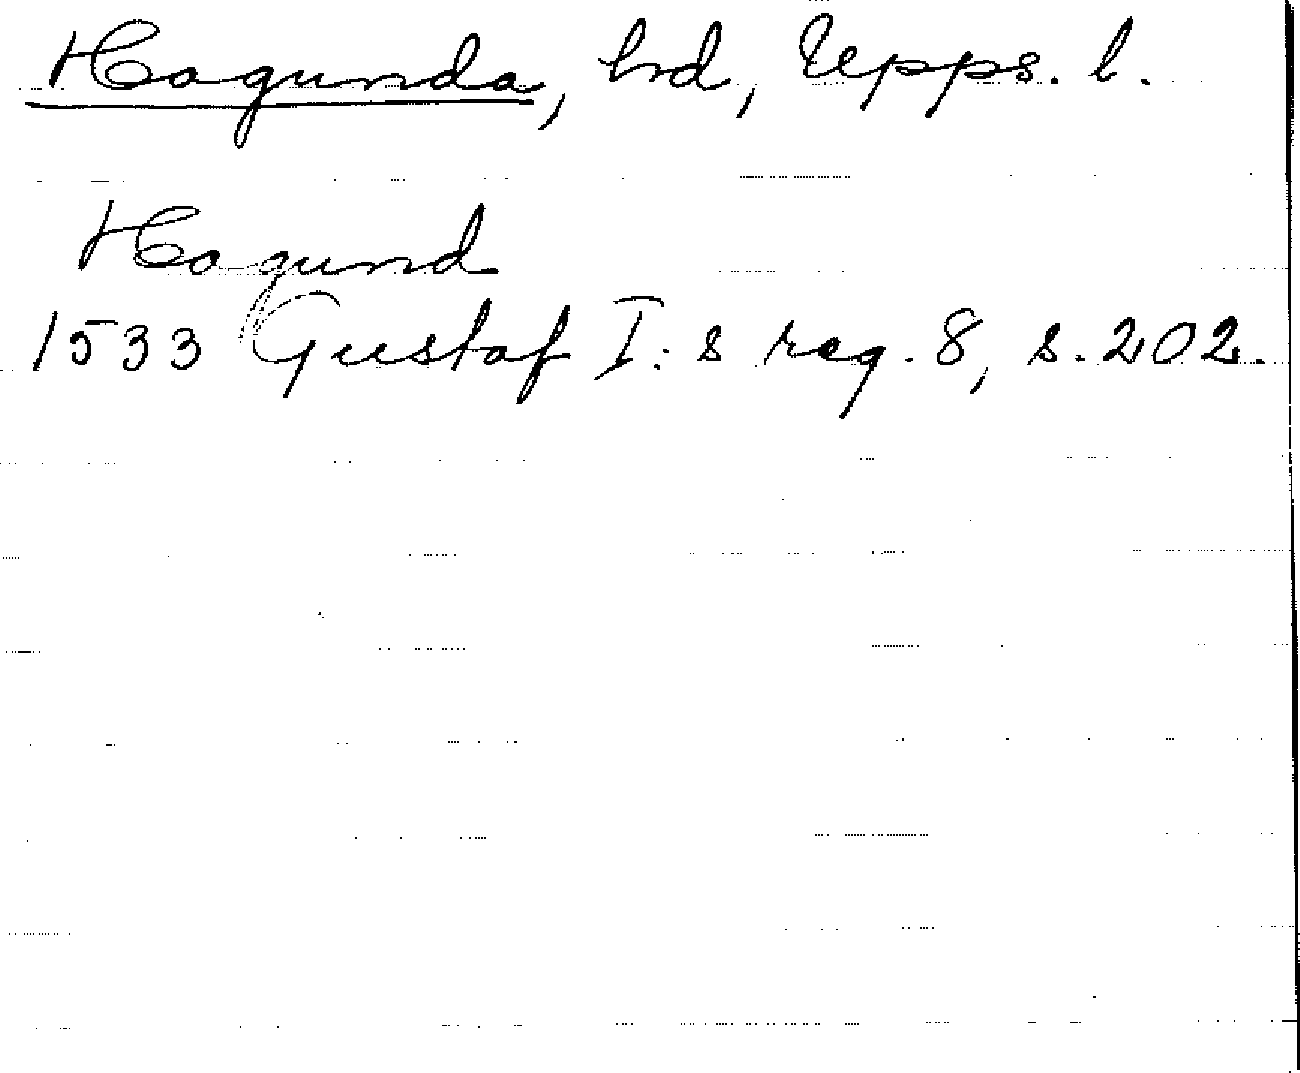 Hagunda, hd, Upps. l.
Hagund
1533 Gustaf I:s reg. 8, s. 202.